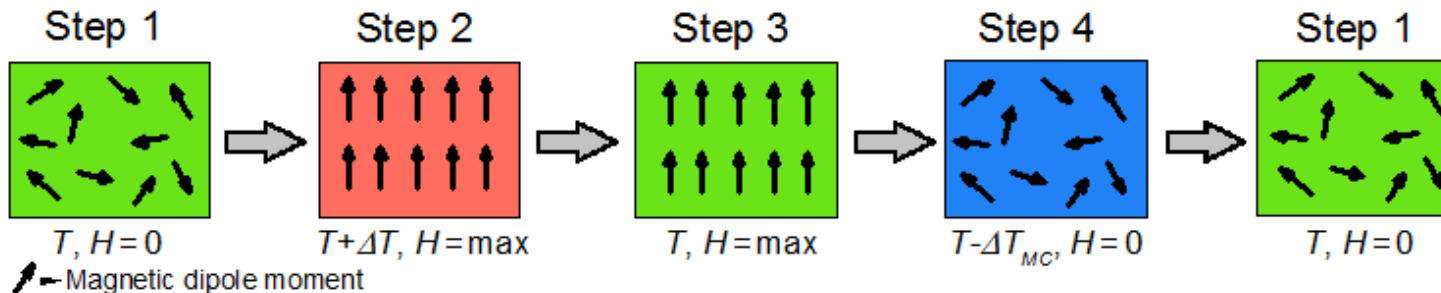 Step 1 Step 2 Step 3 Step 4 Step 1
T, H = 0 T+ΔT, H = max T, H = max T-ΔT_MC, H = 0 T, H = 0
Magnetic dipole moment